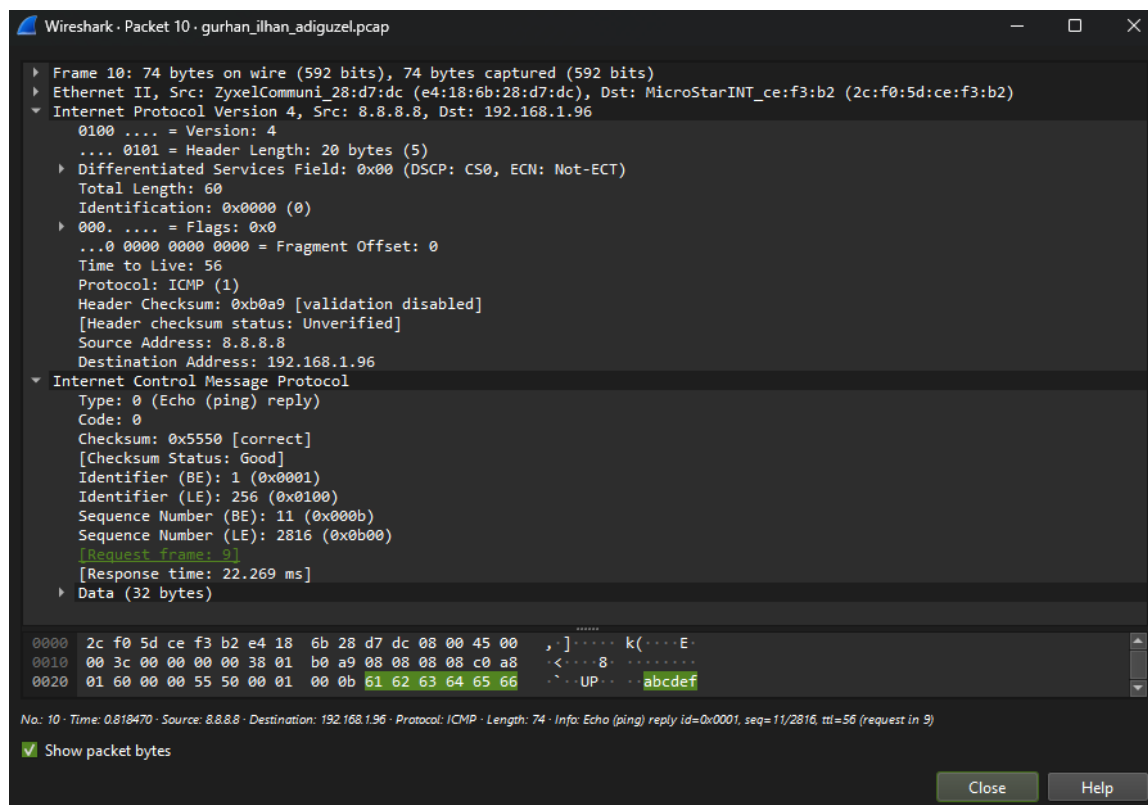 Wireshark · Packet 10 · gurhan_ilhan_adiguzel.pcap
Frame 10: 74 bytes on wire (592 bits), 74 bytes captured (592 bits)
Ethernet II, Src: ZyxelCommuni_28:d7:dc (e4:18:6b:28:d7:dc), Dst: MicroStarINT_ce:f3:b2 (2c:f0:5d:ce:f3:b2)
Internet Protocol Version 4, Src: 8.8.8.8, Dst: 192.168.1.96
0100 .... = Version: 4
.... 0101 = Header Length: 20 bytes (5)
Differentiated Services Field: 0x00 (DSCP: CS0, ECN: Not-ECT)
Total Length: 60
Identification: 0x0000 (0)
000. .... = Flags: 0x0
...0 0000 0000 0000 = Fragment Offset: 0
Time to Live: 56
Protocol: ICMP (1)
Header Checksum: 0xb0a9 [validation disabled]
[Header checksum status: Unverified]
Source Address: 8.8.8.8
Destination Address: 192.168.1.96
Internet Control Message Protocol
Type: 0 (Echo (ping) reply)
Code: 0
Checksum: 0x5550 [correct]
[Checksum Status: Good]
Identifier (BE): 1 (0x0001)
Identifier (LE): 256 (0x0100)
Sequence Number (BE): 11 (0x000b)
Sequence Number (LE): 2816 (0x0b00)
[Request frame: 9]
[Response time: 22.269 ms]
Data (32 bytes)
0000 2c f0 5d ce f3 b2 e4 18 6b 28 d7 dc 08 00 45 00 ,·]····· k(····E·
0010 00 3c 00 00 00 00 38 01 b0 a9 08 08 08 08 c0 a8 ·<····8· ········
0020 01 60 00 00 55 50 00 01 00 0b 61 62 63 64 65 66 ·`··UP·· ··abcdef
No.: 10 · Time: 0.818470 · Source: 8.8.8.8 · Destination: 192.168.1.96 · Protocol: ICMP · Length: 74 · Info: Echo (ping) reply id=0x0001, seq=11/2816, ttl=56 (request in 9)
Show packet bytes
Close Help